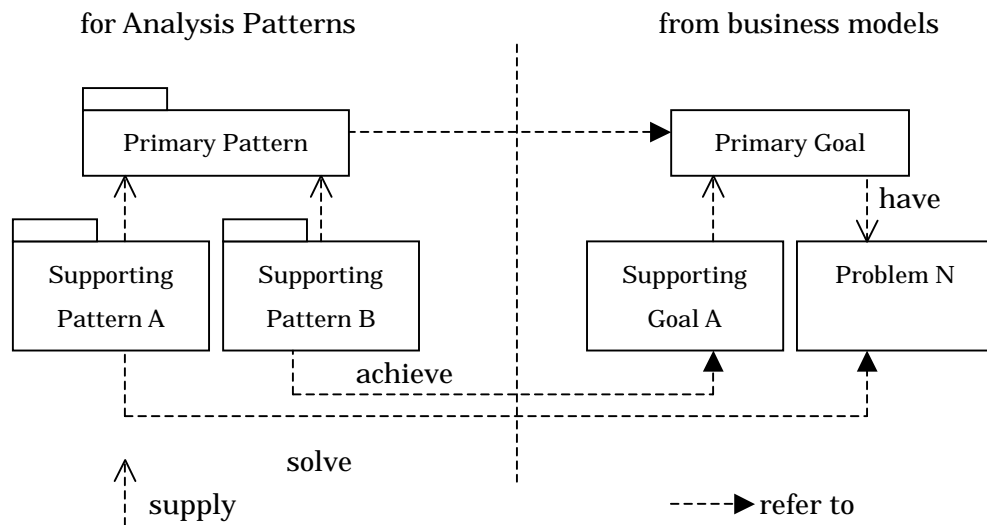 for Analysis Patterns
from business models
Primary Pattern
Primary Goal
have
Supporting
Pattern A
Supporting
Pattern B
Supporting
Goal A
Problem N
achieve
solve
supply
refer to